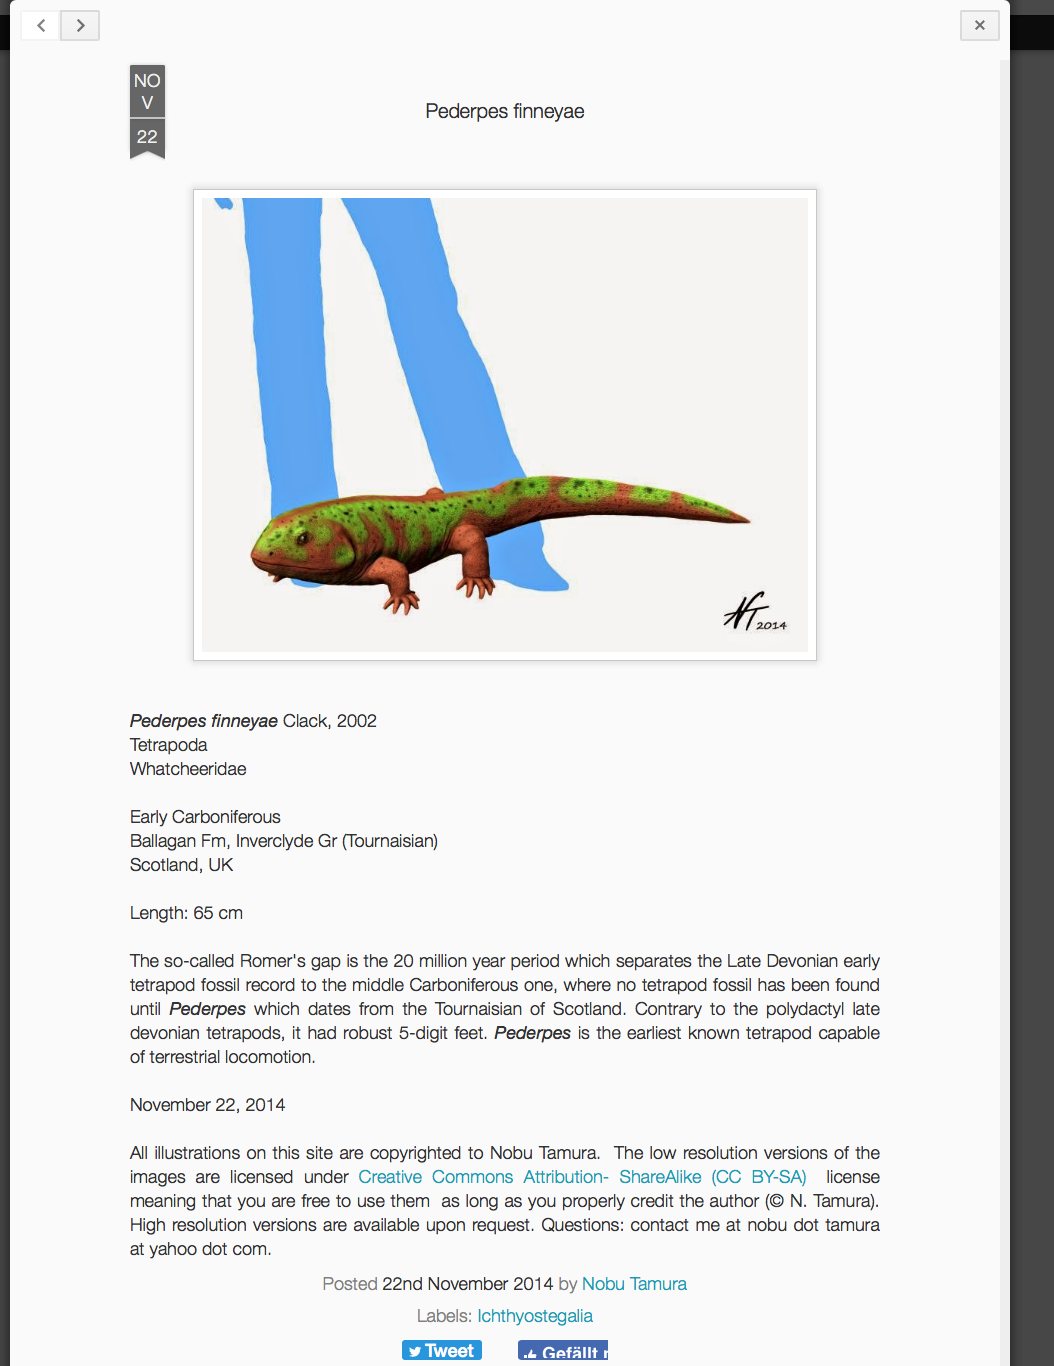 NO
V
22
Pederpes finneyae
NT 2014
Pederpes finneyae Clack, 2002
Tetrapoda
Whatcheeridae
Early Carboniferous
Ballagan Fm, Inverclyde Gr (Tournaisian)
Scotland, UK
Length: 65 cm
The so-called Romer's gap is the 20 million year period which separates the Late Devonian early
tetrapod fossil record to the middle Carboniferous one, where no tetrapod fossil has been found
until Pederpes which dates from the Tournaisian of Scotland. Contrary to the polydactyl late
devonian tetrapods, it had robust 5-digit feet. Pederpes is the earliest known tetrapod capable
of terrestrial locomotion.
November 22, 2014
All illustrations on this site are copyrighted to Nobu Tamura.  The low resolution versions of the
images are licensed under Creative Commons Attribution- ShareAlike (CC BY-SA)  license
meaning that you are free to use them  as long as you properly credit the author (© N. Tamura).
High resolution versions are available upon request. Questions: contact me at nobu dot tamura
at yahoo dot com.
Posted 22nd November 2014 by Nobu Tamura
Labels: Ichthyostegalia
Tweet
Gefällt